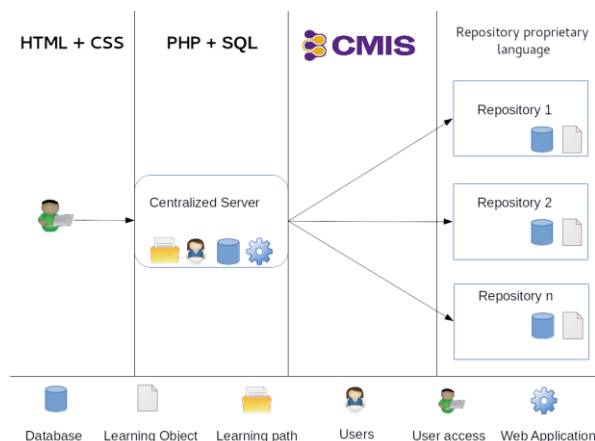 HTML + CSS
PHP + SQL
CMIS
Repository proprietary
language
Repository 1
Centralized Server
Repository 2
Repository n
Database
Learning Object
Learning path
Users
User access
Web Application